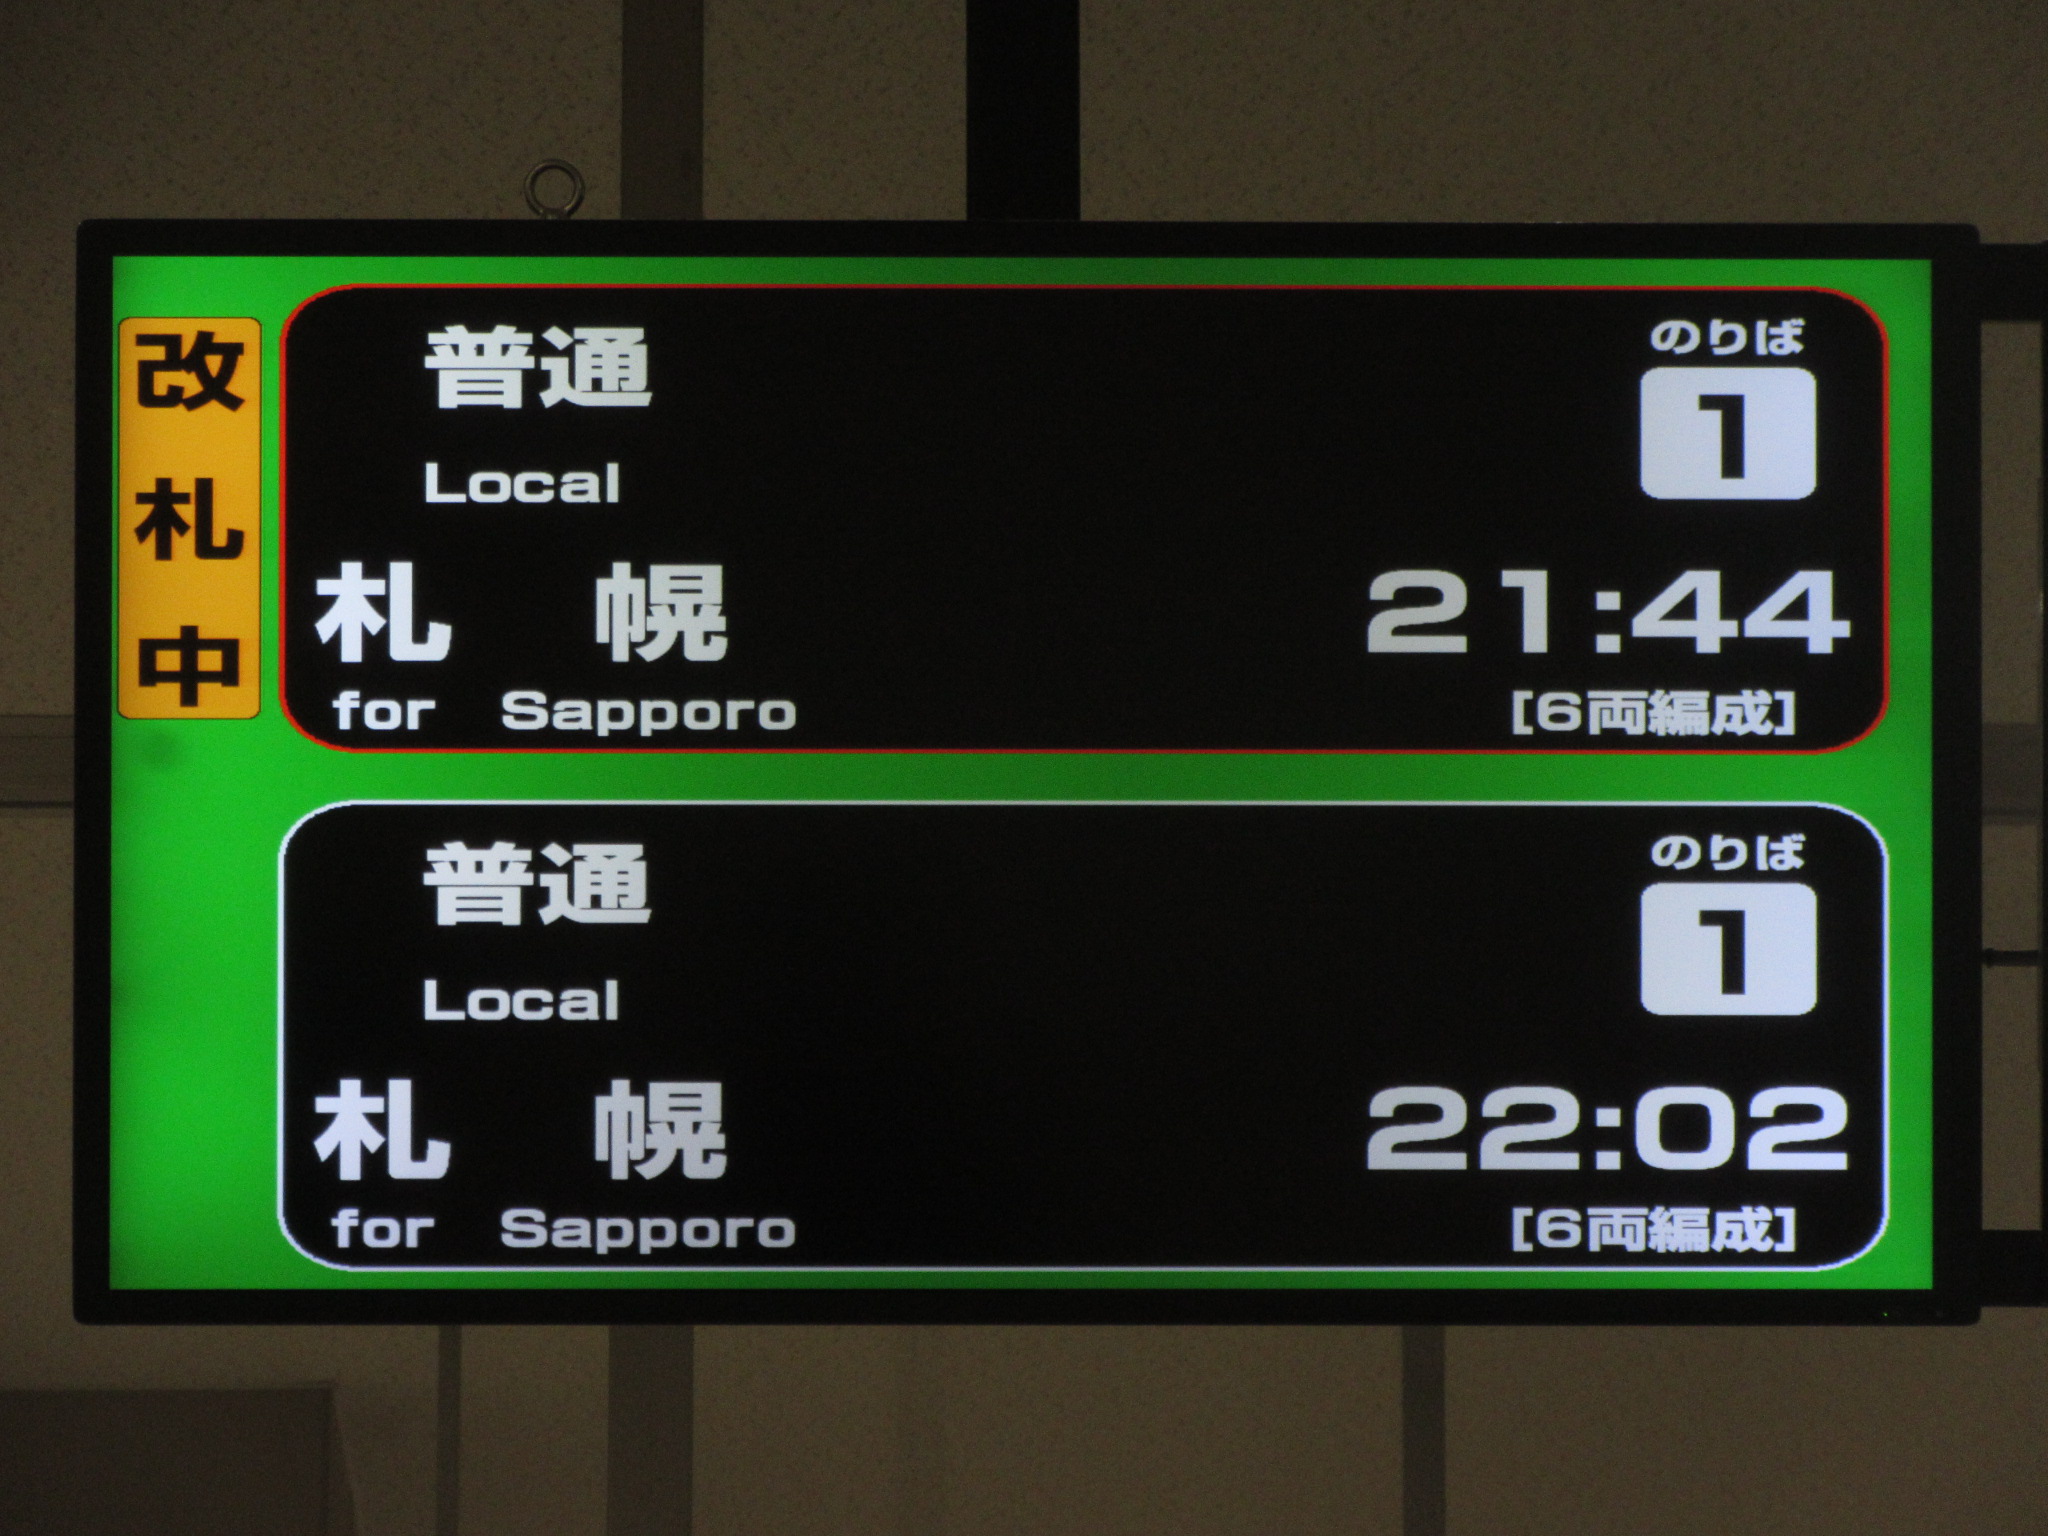 改札中
普通
のりば
1
Local
札 幌
21:44
for Sapporo
[6両編成]
普通
のりば
1
Local
札 幌
22:02
for Sapporo
[6両編成]